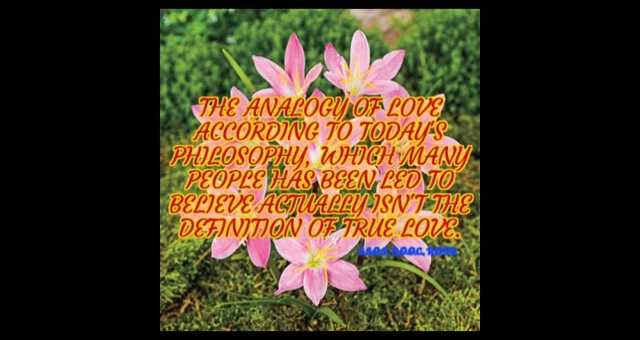 THE ANALOGY OF LOVE
ACCORDING TO TODAY'S
PHILOSOPHY, WHICH MANY
PEOPLE HAS BEEN LED TO
BELIEVE ACTUALLY ISN'T THE
DEFINITION OF TRUE LOVE.